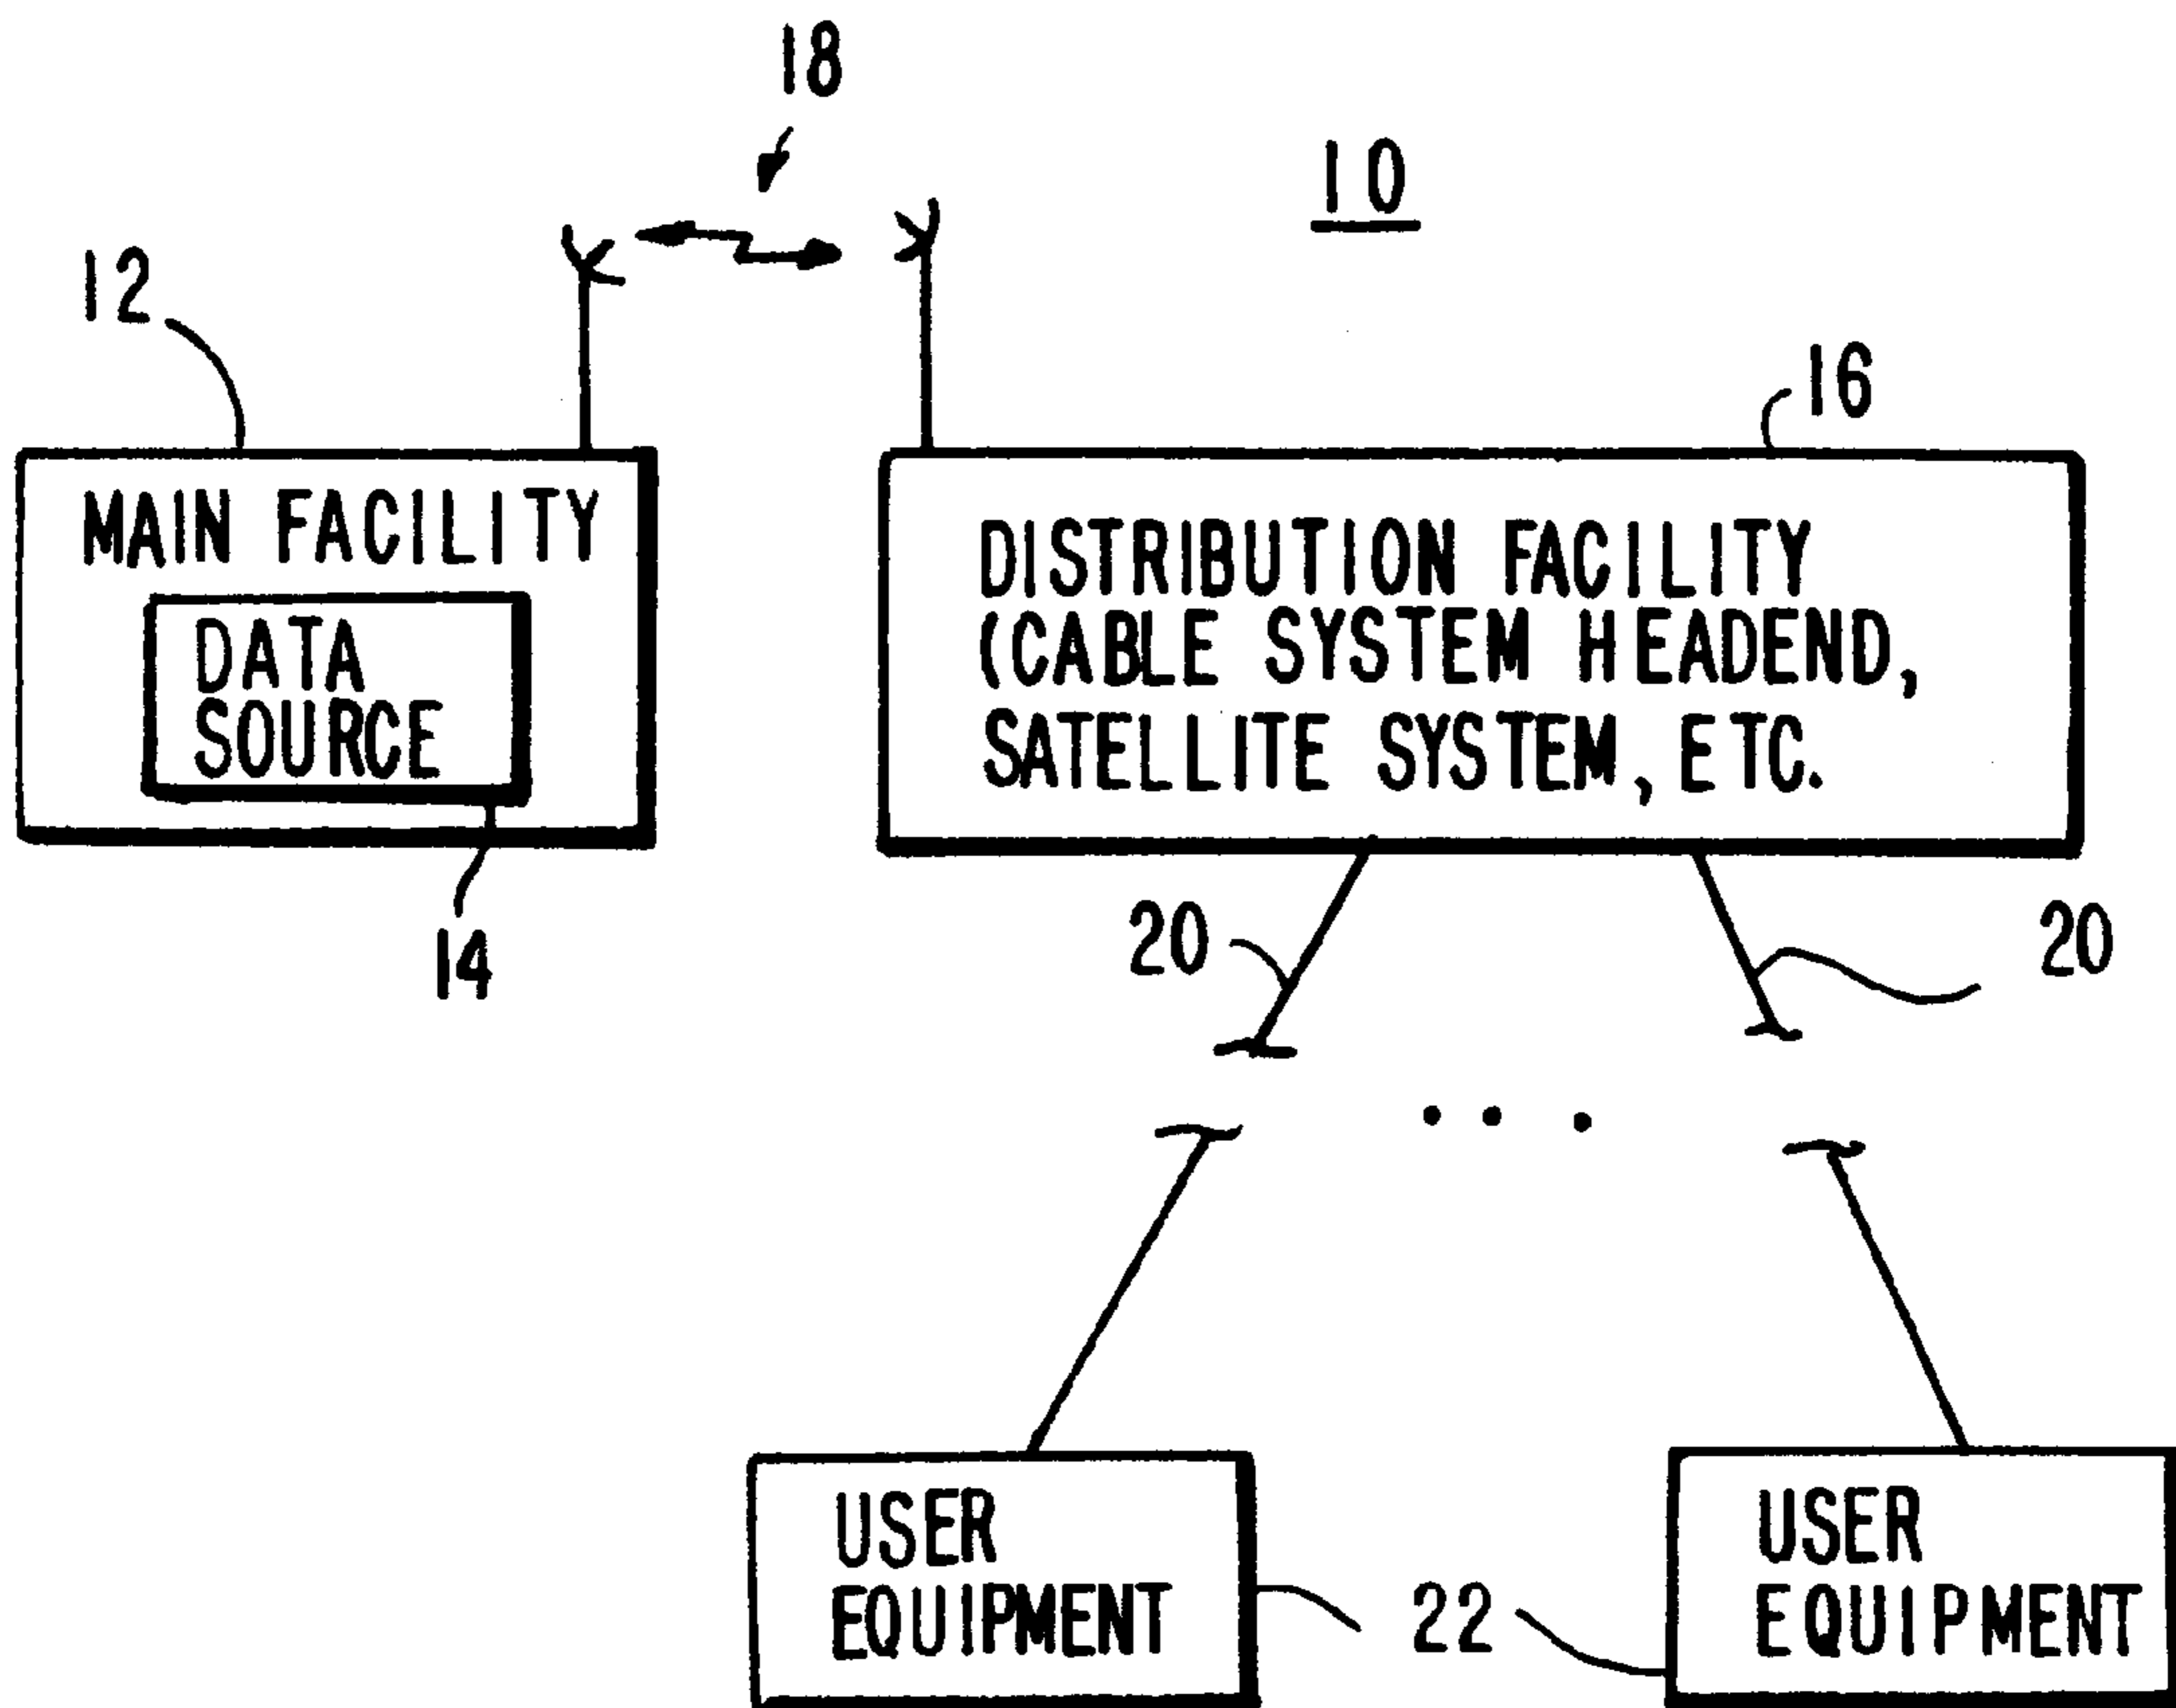 18
10
12
16
MAIN FACILITY
DATA
SOURCE
DISTRIBUTION FACILITY
(CABLE SYSTEM HEADEND,
SATELLITE SYSTEM, ETC.
14
20
20
USER
EQUIPMENT
22
USER
EQUIPMENT